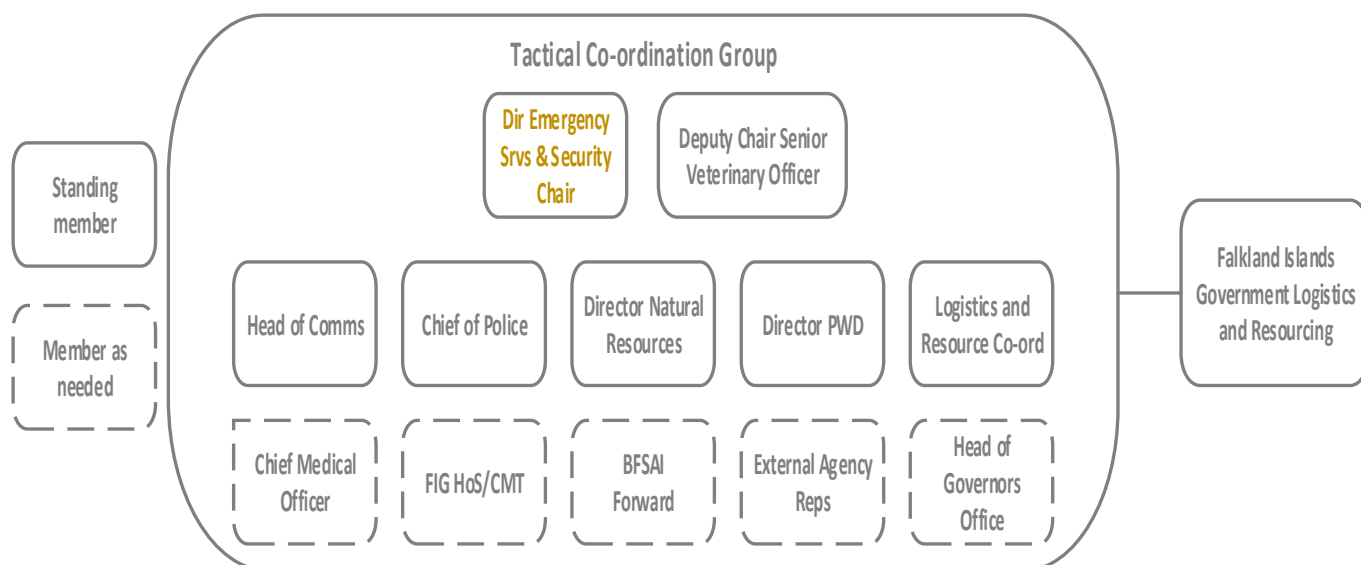 Tactical Co-ordination Group
Dir Emergency
Srvs & Security
Chair
Deputy Chair Senior
Veterinary Officer
Standing
member
Member as
needed
Head of Comms
Chief of Police
Director Natural
Resources
Director PWD
Logistics and
Resource Co-ord
Falkland Islands
Government Logistics
and Resourcing
Chief Medical
Officer
FIG HoS/CMT
BFSAI
Forward
External Agency
Reps
Head of
Governors
Office